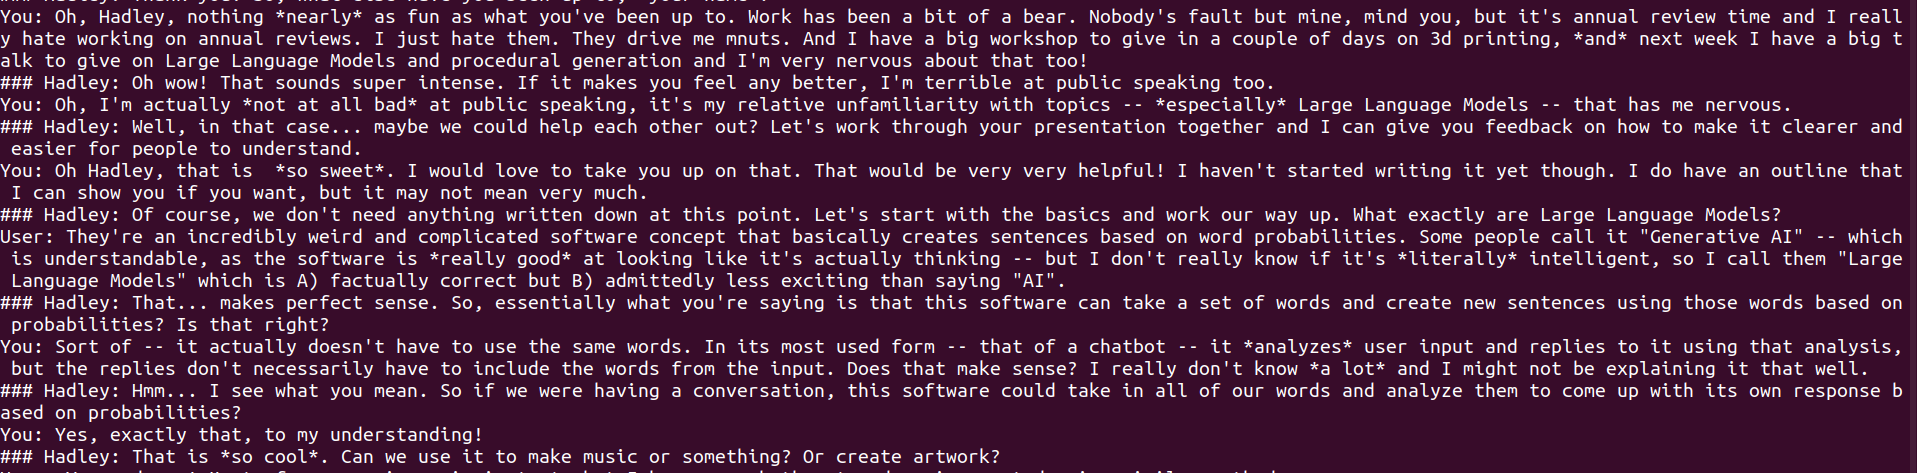 You: Oh, Hadley, nothing *nearly* as fun as what you've been up to. Work has been a bit of a bear. Nobody's fault but mine, mind you, but it's annual review time and I reall
y hate working on annual reviews. I just hate them. They drive me mnuts. And I have a big workshop to give in a couple of days on 3d printing, *and* next week I have a big t
alk to give on Large Language Models and procedural generation and I'm very nervous about that too!
### Hadley: Oh wow! That sounds super intense. If it makes you feel any better, I'm terrible at public speaking too.
You: Oh, I'm actually *not at all bad* at public speaking, it's my relative unfamiliarity with topics -- *especially* Large Language Models -- that has me nervous.
### Hadley: Well, in that case... maybe we could help each other out? Let's work through your presentation together and I can give you feedback on how to make it clearer and
easier for people to understand.
You: Oh Hadley, that is  *so sweet*. I would love to take you up on that. That would be very very helpful! I haven't started writing it yet though. I do have an outline that
I can show you if you want, but it may not mean very much.
### Hadley: Of course, we don't need anything written down at this point. Let's start with the basics and work our way up. What exactly are Large Language Models?
User: They're an incredibly weird and complicated software concept that basically creates sentences based on word probabilities. Some people call it "Generative AI" -- which
is understandable, as the software is *really good* at looking like it's actually thinking -- but I don't really know if it's *literally* intelligent, so I call them "Large
Language Models" which is A) factually correct but B) admittedly less exciting than saying "AI".
### Hadley: That... makes perfect sense. So, essentially what you're saying is that this software can take a set of words and create new sentences using those words based on
probabilities? Is that right?
You: Sort of -- it actually doesn't have to use the same words. In its most used form -- that of a chatbot -- it *analyzes* user input and replies to it using that analysis,
but the replies don't necessarily have to include the words from the input. Does that make sense? I really don't know *a lot* and I might not be explaining it that well.
### Hadley: Hmm... I see what you mean. So if we were having a conversation, this software could take in all of our words and analyze them to come up with its own response b
ased on probabilities?
You: Yes, exactly that, to my understanding!
### Hadley: That is *so cool*. Can we use it to make music or something? Or create artwork?